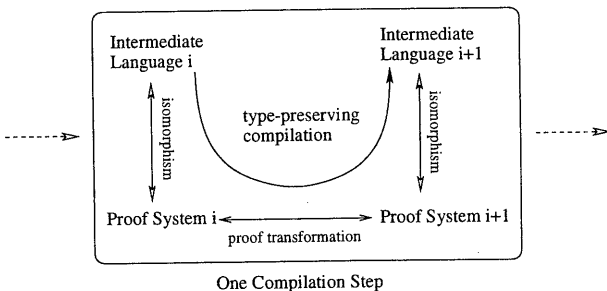 Intermediate
Language i
Intermediate
Language i+1
isomorphism
type-preserving
compilation
isomorphism
Proof System i
Proof System i+1
proof transformation
One Compilation Step